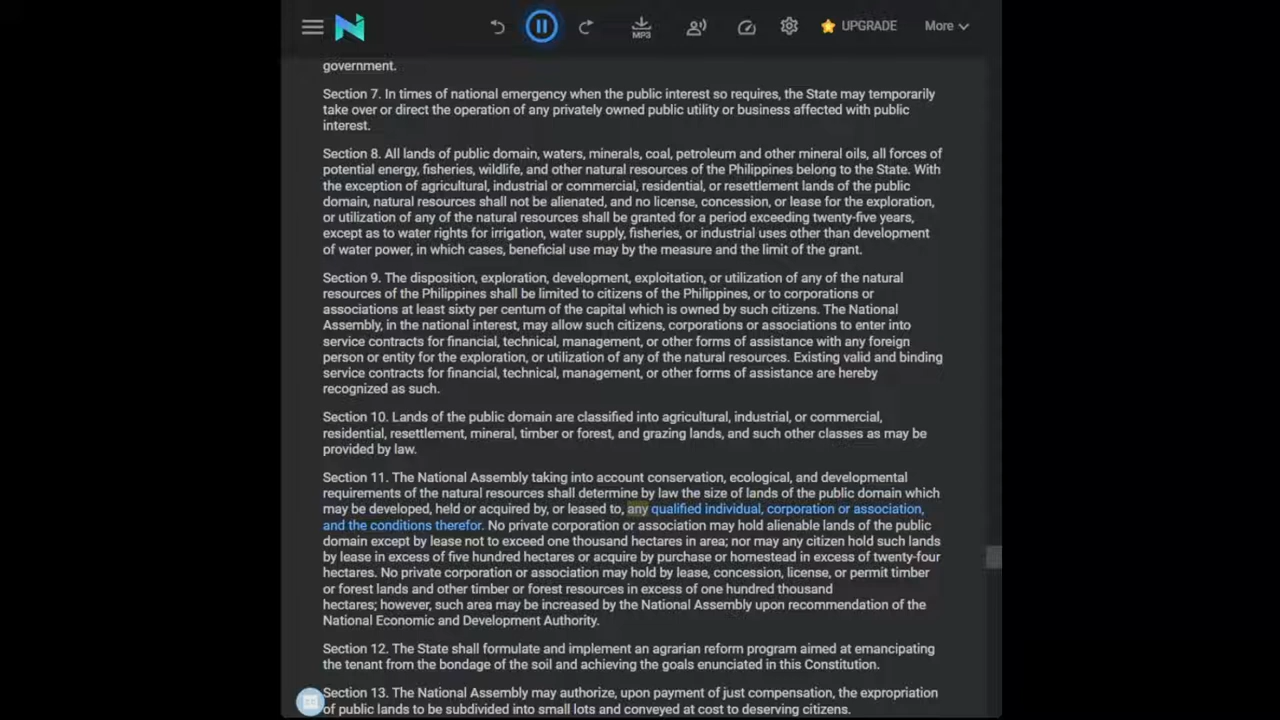 MP3
UPGRADE
More
government.
Section 7. In times of national emergency when the public interest so requires, the State may temporarily
take over or direct the operation of any privately owned public utility or business affected with public
interest.
Section 8. All lands of public domain, waters, minerals, coal, petroleum and other mineral oils, all forces of
potential energy, fisheries, wildlife, and other natural resources of the Philippines belong to the State. With
the exception of agricultural, industrial or commercial, residential, or resettlement lands of the public
domain, natural resources shall not be alienated, and no license, concession, or lease for the exploration,
or utilization of any of the natural resources shall be granted for a period exceeding twenty-five years,
except as to water rights for irrigation, water supply, fisheries, or industrial uses other than development
of water power, in which cases, beneficial use may by the measure and the limit of the grant.
Section 9. The disposition, exploration, development, exploitation, or utilization of any of the natural
resources of the Philippines shall be limited to citizens of the Philippines, or to corporations or
associations at least sixty per centum of the capital which is owned by such citizens. The National
Assembly, in the national interest, may allow such citizens, corporations or associations to enter into
service contracts for financial, technical, management, or other forms of assistance with any foreign
person or entity for the exploration, or utilization of any of the natural resources. Existing valid and binding
service contracts for financial, technical, management, or other forms of assistance are hereby
recognized as such.
Section 10. Lands of the public domain are classified into agricultural, industrial, or commercial,
residential, resettlement, mineral, timber or forest, and grazing lands, and such other classes as may be
provided by law.
Section 11. The National Assembly taking into account conservation, ecological, and developmental
requirements of the natural resources shall determine by law the size of lands of the public domain which
may be developed, held or acquired by, or leased to, any qualified individual, corporation or association,
and the conditions therefor. No private corporation or association may hold alienable lands of the public
domain except by lease not to exceed one thousand hectares in area; nor may any citizen hold such lands
by lease in excess of five hundred hectares or acquire by purchase or homestead in excess of twenty-four
hectares. No private corporation or association may hold by lease, concession, license, or permit timber
or forest lands and other timber or forest resources in excess of one hundred thousand
hectares; however, such area may be increased by the National Assembly upon recommendation of the
National Economic and Development Authority.
Section 12. The State shall formulate and implement an agrarian reform program aimed at emancipating
the tenant from the bondage of the soil and achieving the goals enunciated in this Constitution.
Section 13. The National Assembly may authorize, upon payment of just compensation, the expropriation
of public lands to be subdivided into small lots and conveyed at cost to deserving citizens.